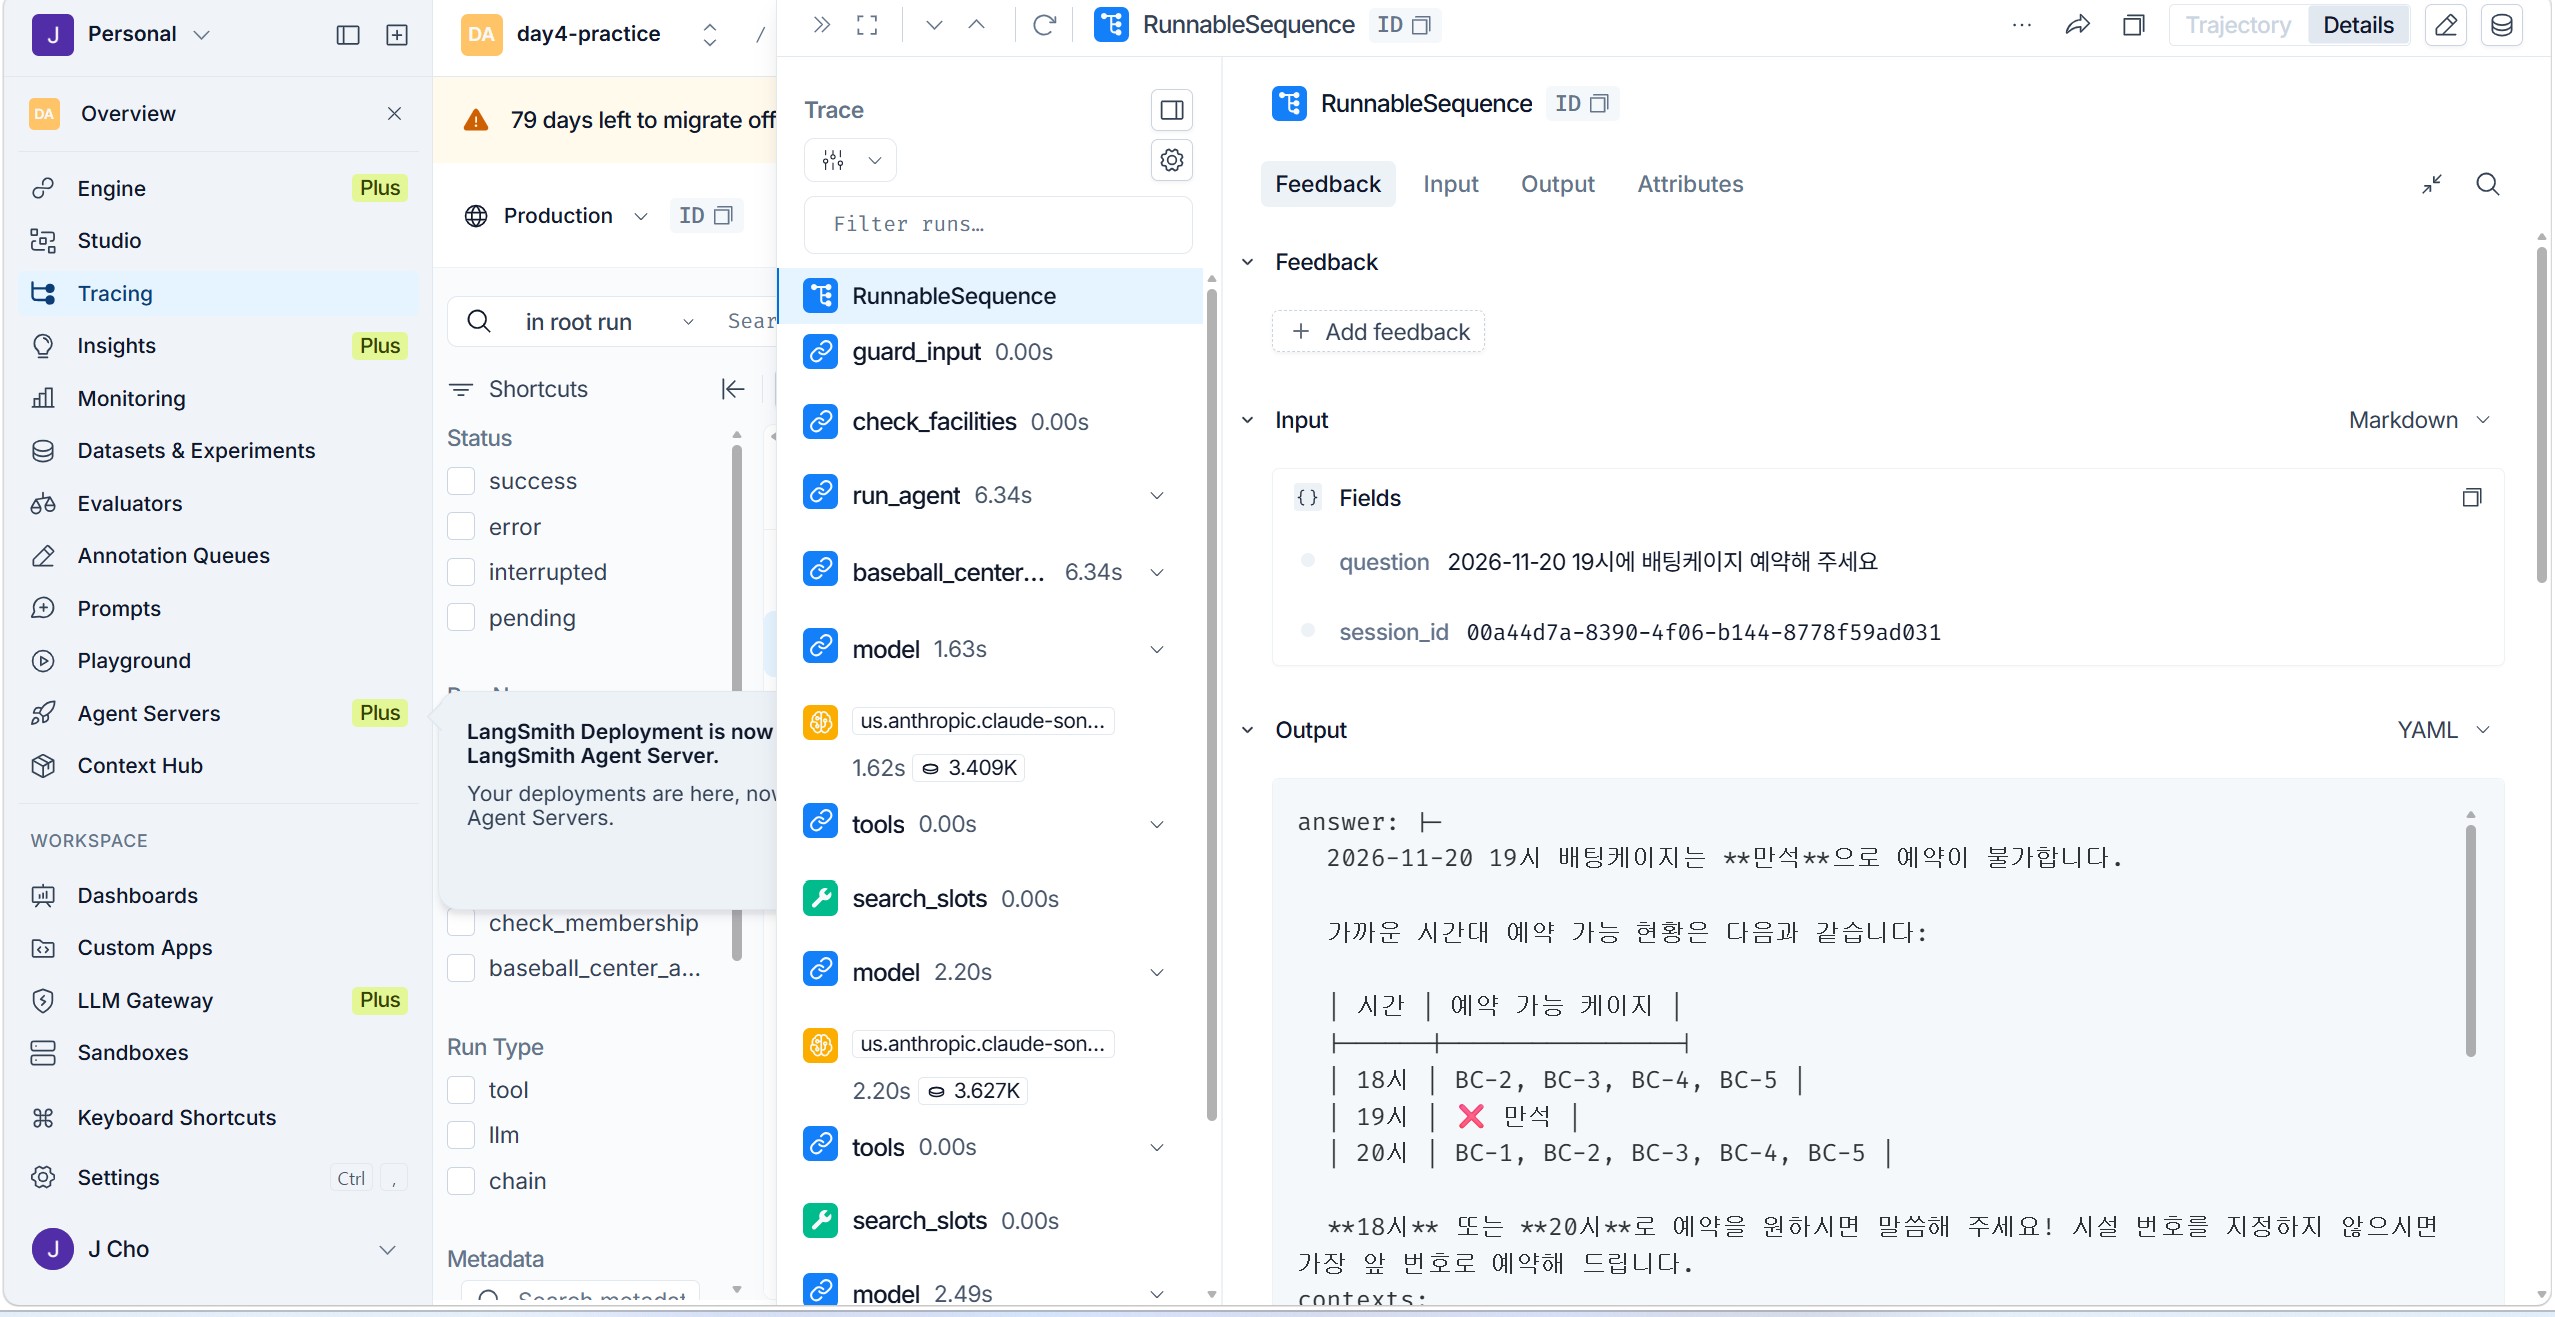 J Personal
DA Overview
Engine Plus
Studio
Tracing
Insights Plus
Monitoring
Datasets & Experiments
Evaluators
Annotation Queues
Prompts
Playground
Agent Servers Plus
Context Hub
WORKSPACE
Dashboards
Custom Apps
LLM Gateway Plus
Sandboxes
Keyboard Shortcuts
Settings Ctrl ,
J J Cho
DA day4-practice /
79 days left to migrate off
Production ID
in root run Sear
Shortcuts
Status
success
error
interrupted
pending
LangSmith Deployment is now
LangSmith Agent Server.
Your deployments are here, now
Agent Servers.
check_membership
baseball_center_a...
Run Type
tool
llm
chain
Metadata
Search metadat
RunnableSequence ID
Trajectory Details
Trace
Filter runs…
RunnableSequence
guard_input 0.00s
check_facilities 0.00s
run_agent 6.34s
baseball_center... 6.34s
model 1.63s
us.anthropic.claude-son...
1.62s 3.409K
tools 0.00s
search_slots 0.00s
model 2.20s
us.anthropic.claude-son...
2.20s 3.627K
tools 0.00s
search_slots 0.00s
model 2.49s
RunnableSequence ID
Feedback Input Output Attributes
Feedback
+ Add feedback
Input Markdown
{} Fields
question 2026-11-20 19시에 배팅케이지 예약해 주세요
session_id 00a44d7a-8390-4f06-b144-8778f59ad031
Output YAML
answer: |-
2026-11-20 19시 배팅케이지는 **만석**으로 예약이 불가합니다.
가까운 시간대 예약 가능 현황은 다음과 같습니다:
| 시간 | 예약 가능 케이지 |
|------|----------------|
| 18시 | BC-2, BC-3, BC-4, BC-5 |
| 19시 | ❌ 만석 |
| 20시 | BC-1, BC-2, BC-3, BC-4, BC-5 |
**18시** 또는 **20시**로 예약을 원하시면 말씀해 주세요! 시설 번호를 지정하지 않으시면
가장 앞 번호로 예약해 드립니다.
contexts: